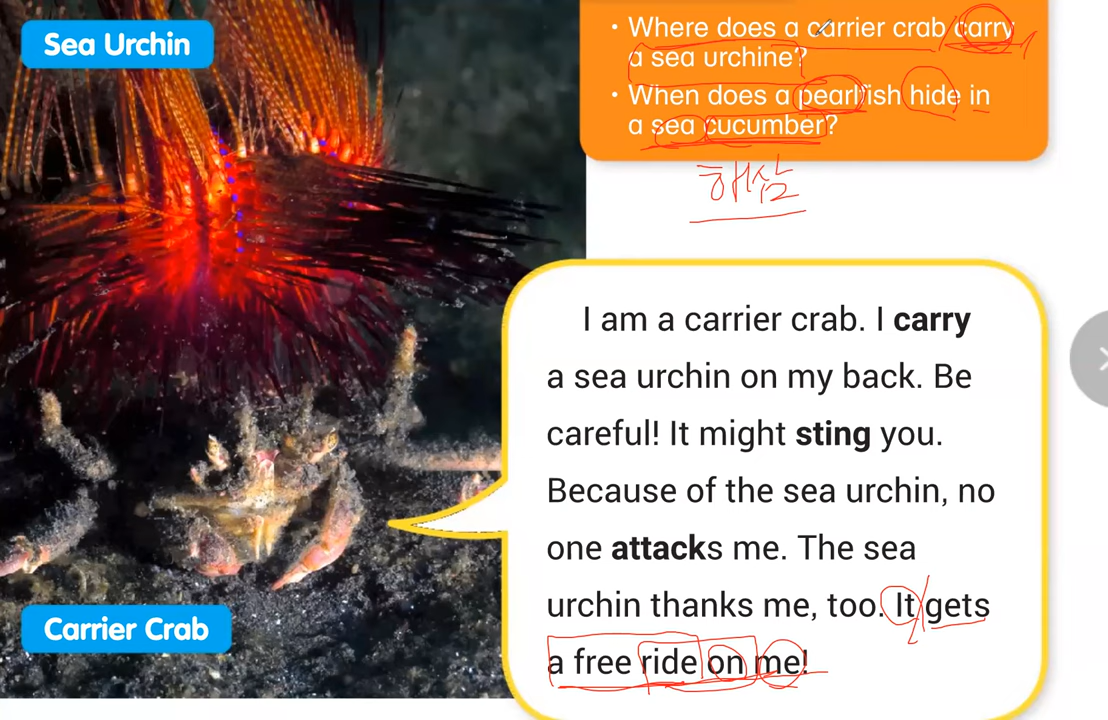 Sea Urchin
• Where does a carrier crab carry
a sea urchine?
• When does a pearlfish hide in
a sea cucumber?
해삼
I am a carrier crab. I carry
a sea urchin on my back. Be
careful! It might sting you.
Because of the sea urchin, no
one attacks me. The sea
urchin thanks me, too. It gets
a free ride on me!
Carrier Crab